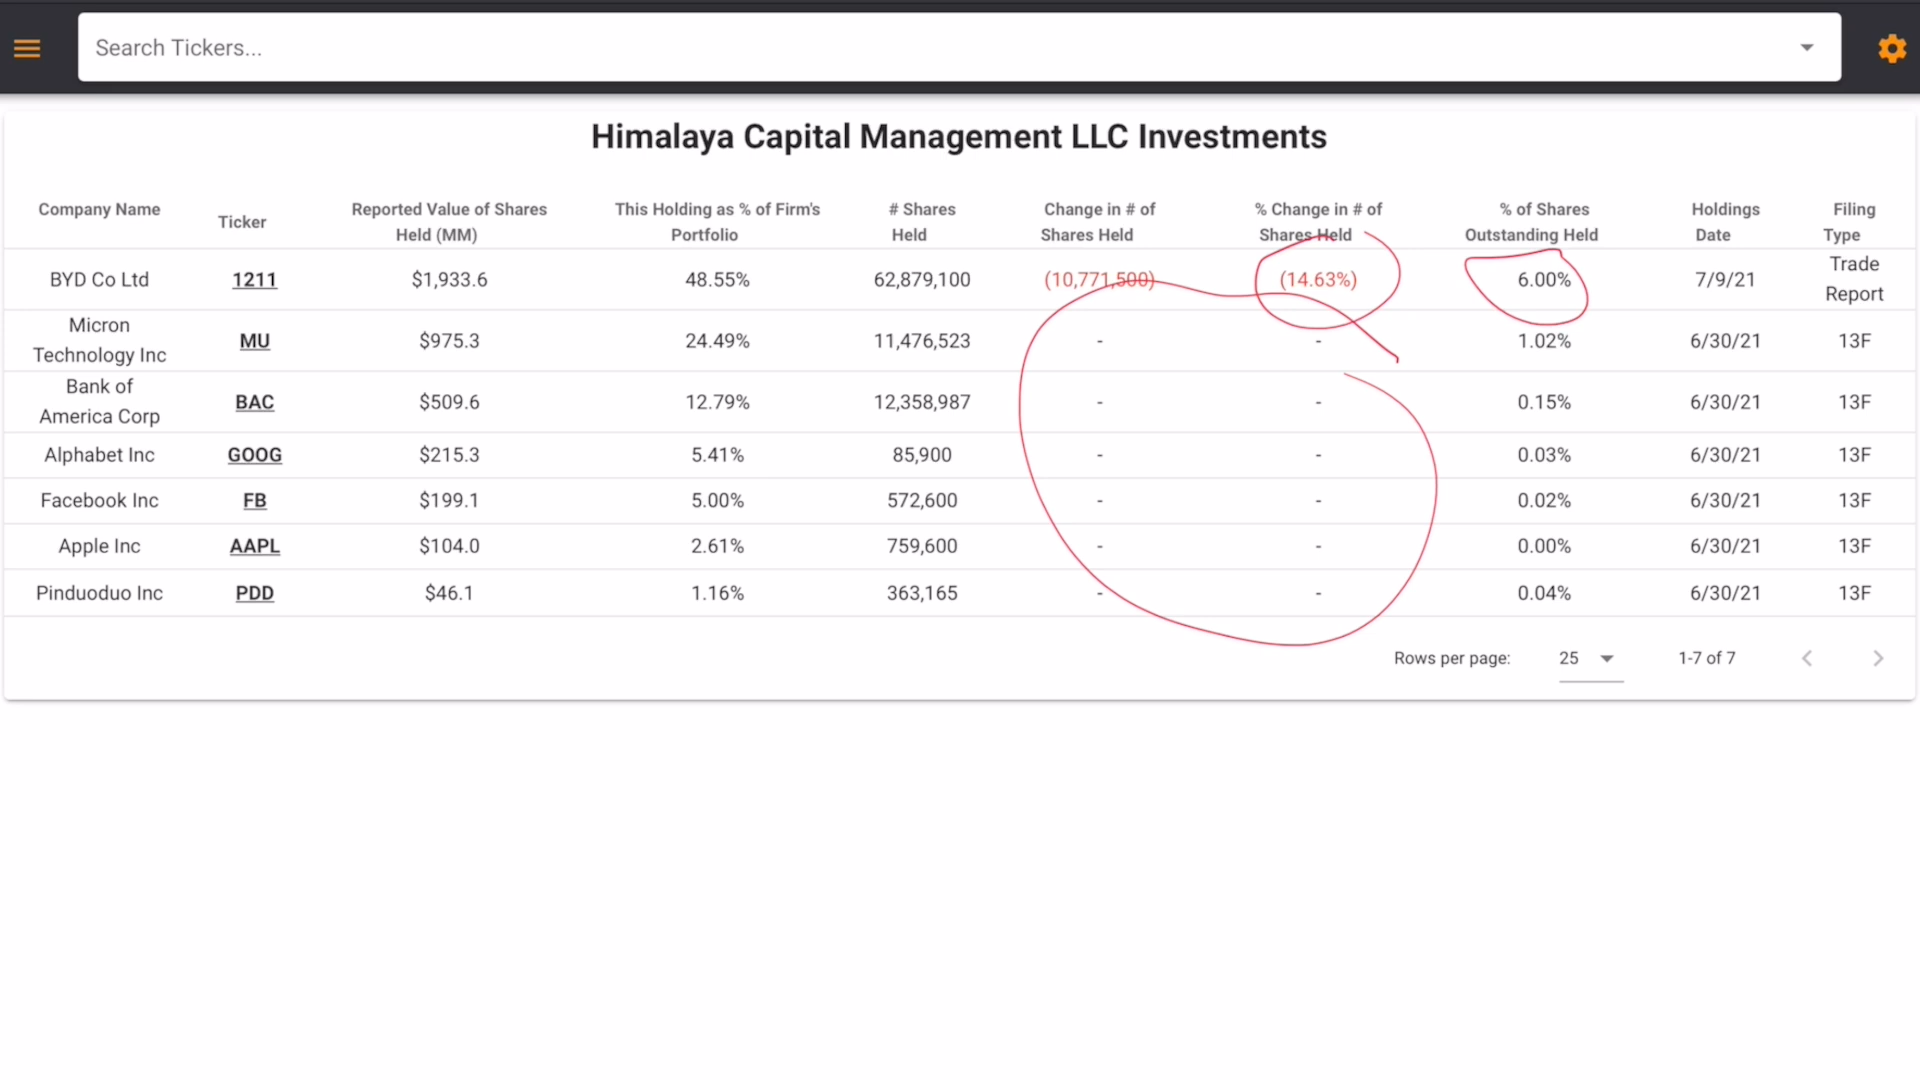 Search Tickers...
Himalaya Capital Management LLC Investments
Company Name Ticker Reported Value of Shares Held (MM) This Holding as % of Firm's Portfolio # Shares Held Change in # of Shares Held % Change in # of Shares Held % of Shares Outstanding Held Holdings Date Filing Type
BYD Co Ltd 1211 $1,933.6 48.55% 62,879,100 (10,771,500) (14.63%) 6.00% 7/9/21 Trade Report
Micron Technology Inc MU $975.3 24.49% 11,476,523 - - 1.02% 6/30/21 13F
Bank of America Corp BAC $509.6 12.79% 12,358,987 - - 0.15% 6/30/21 13F
Alphabet Inc GOOG $215.3 5.41% 85,900 - - 0.03% 6/30/21 13F
Facebook Inc FB $199.1 5.00% 572,600 - - 0.02% 6/30/21 13F
Apple Inc AAPL $104.0 2.61% 759,600 - - 0.00% 6/30/21 13F
Pinduoduo Inc PDD $46.1 1.16% 363,165 - - 0.04% 6/30/21 13F
Rows per page: 25 1-7 of 7